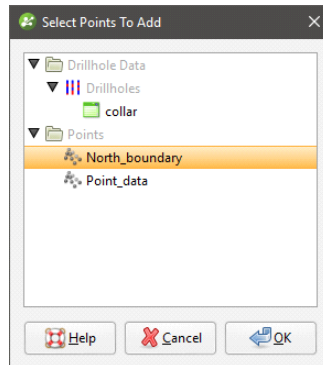 Select Points To Add
Drillhole Data
Drillholes
collar
Points
North_boundary
Point_data
Help
Cancel
OK